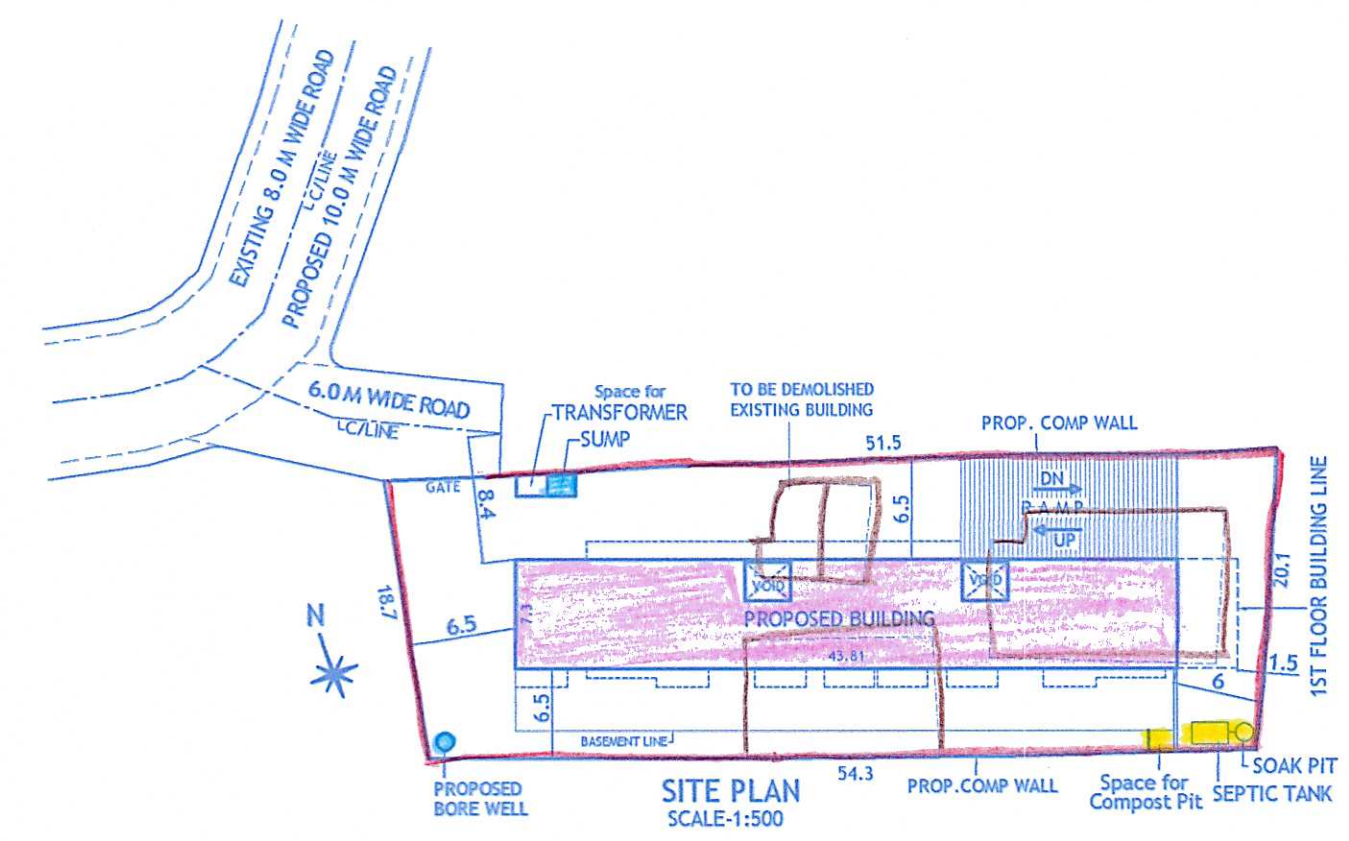 EXISTING 8.0 M WIDE ROAD
LC/LINE
PROPOSED 10.0 M WIDE ROAD
6.0 M WIDE ROAD
LC/LINE
Space for
TRANSFORMER
SUMP
TO BE DEMOLISHED
EXISTING BUILDING
51.5
PROP. COMP WALL
GATE
8.4
6.5
DN
RAMP
UP
1ST FLOOR BUILDING LINE
20.1
18.7
6.5
7.3
VOID
VOID
PROPOSED BUILDING
43.81
N
1.5
6
6.5
BASEMENT LINE
PROPOSED
BORE WELL
54.3
SITE PLAN
SCALE-1:500
PROP.COMP WALL
Space for
Compost Pit
SOAK PIT
SEPTIC TANK